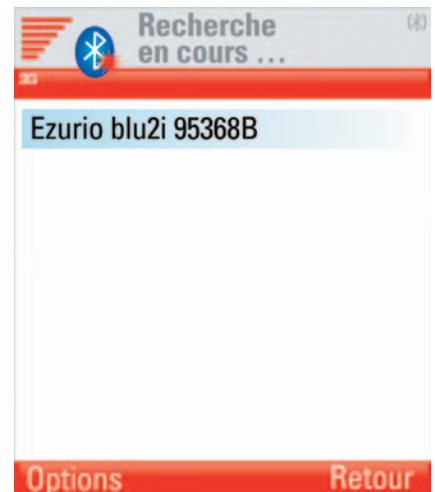 Recherche
en cours ...
3G
Ezurio blu2i 95368B
Options
Retour